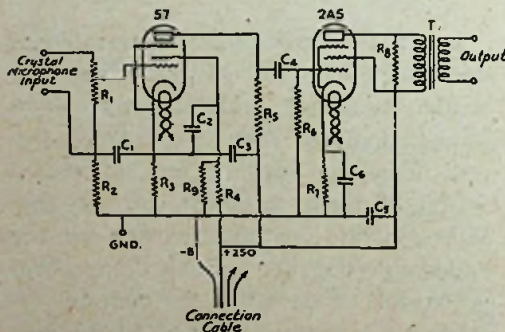 57
2A5
T.
R8
Crystal
Microphone
Input
Output
C4
R1
R5
R6
C2
C1
C3
R2
R3
R9
R4
R7
C6
C5
GND.
-B
+250
Connection
Cable